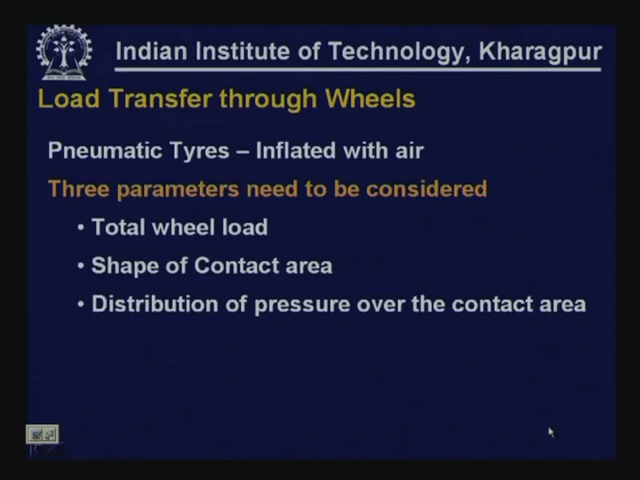 Indian Institute of Technology, Kharagpur
Load Transfer through Wheels
Pneumatic Tyres – Inflated with air
Three parameters need to be considered
• Total wheel load
• Shape of Contact area
• Distribution of pressure over the contact area